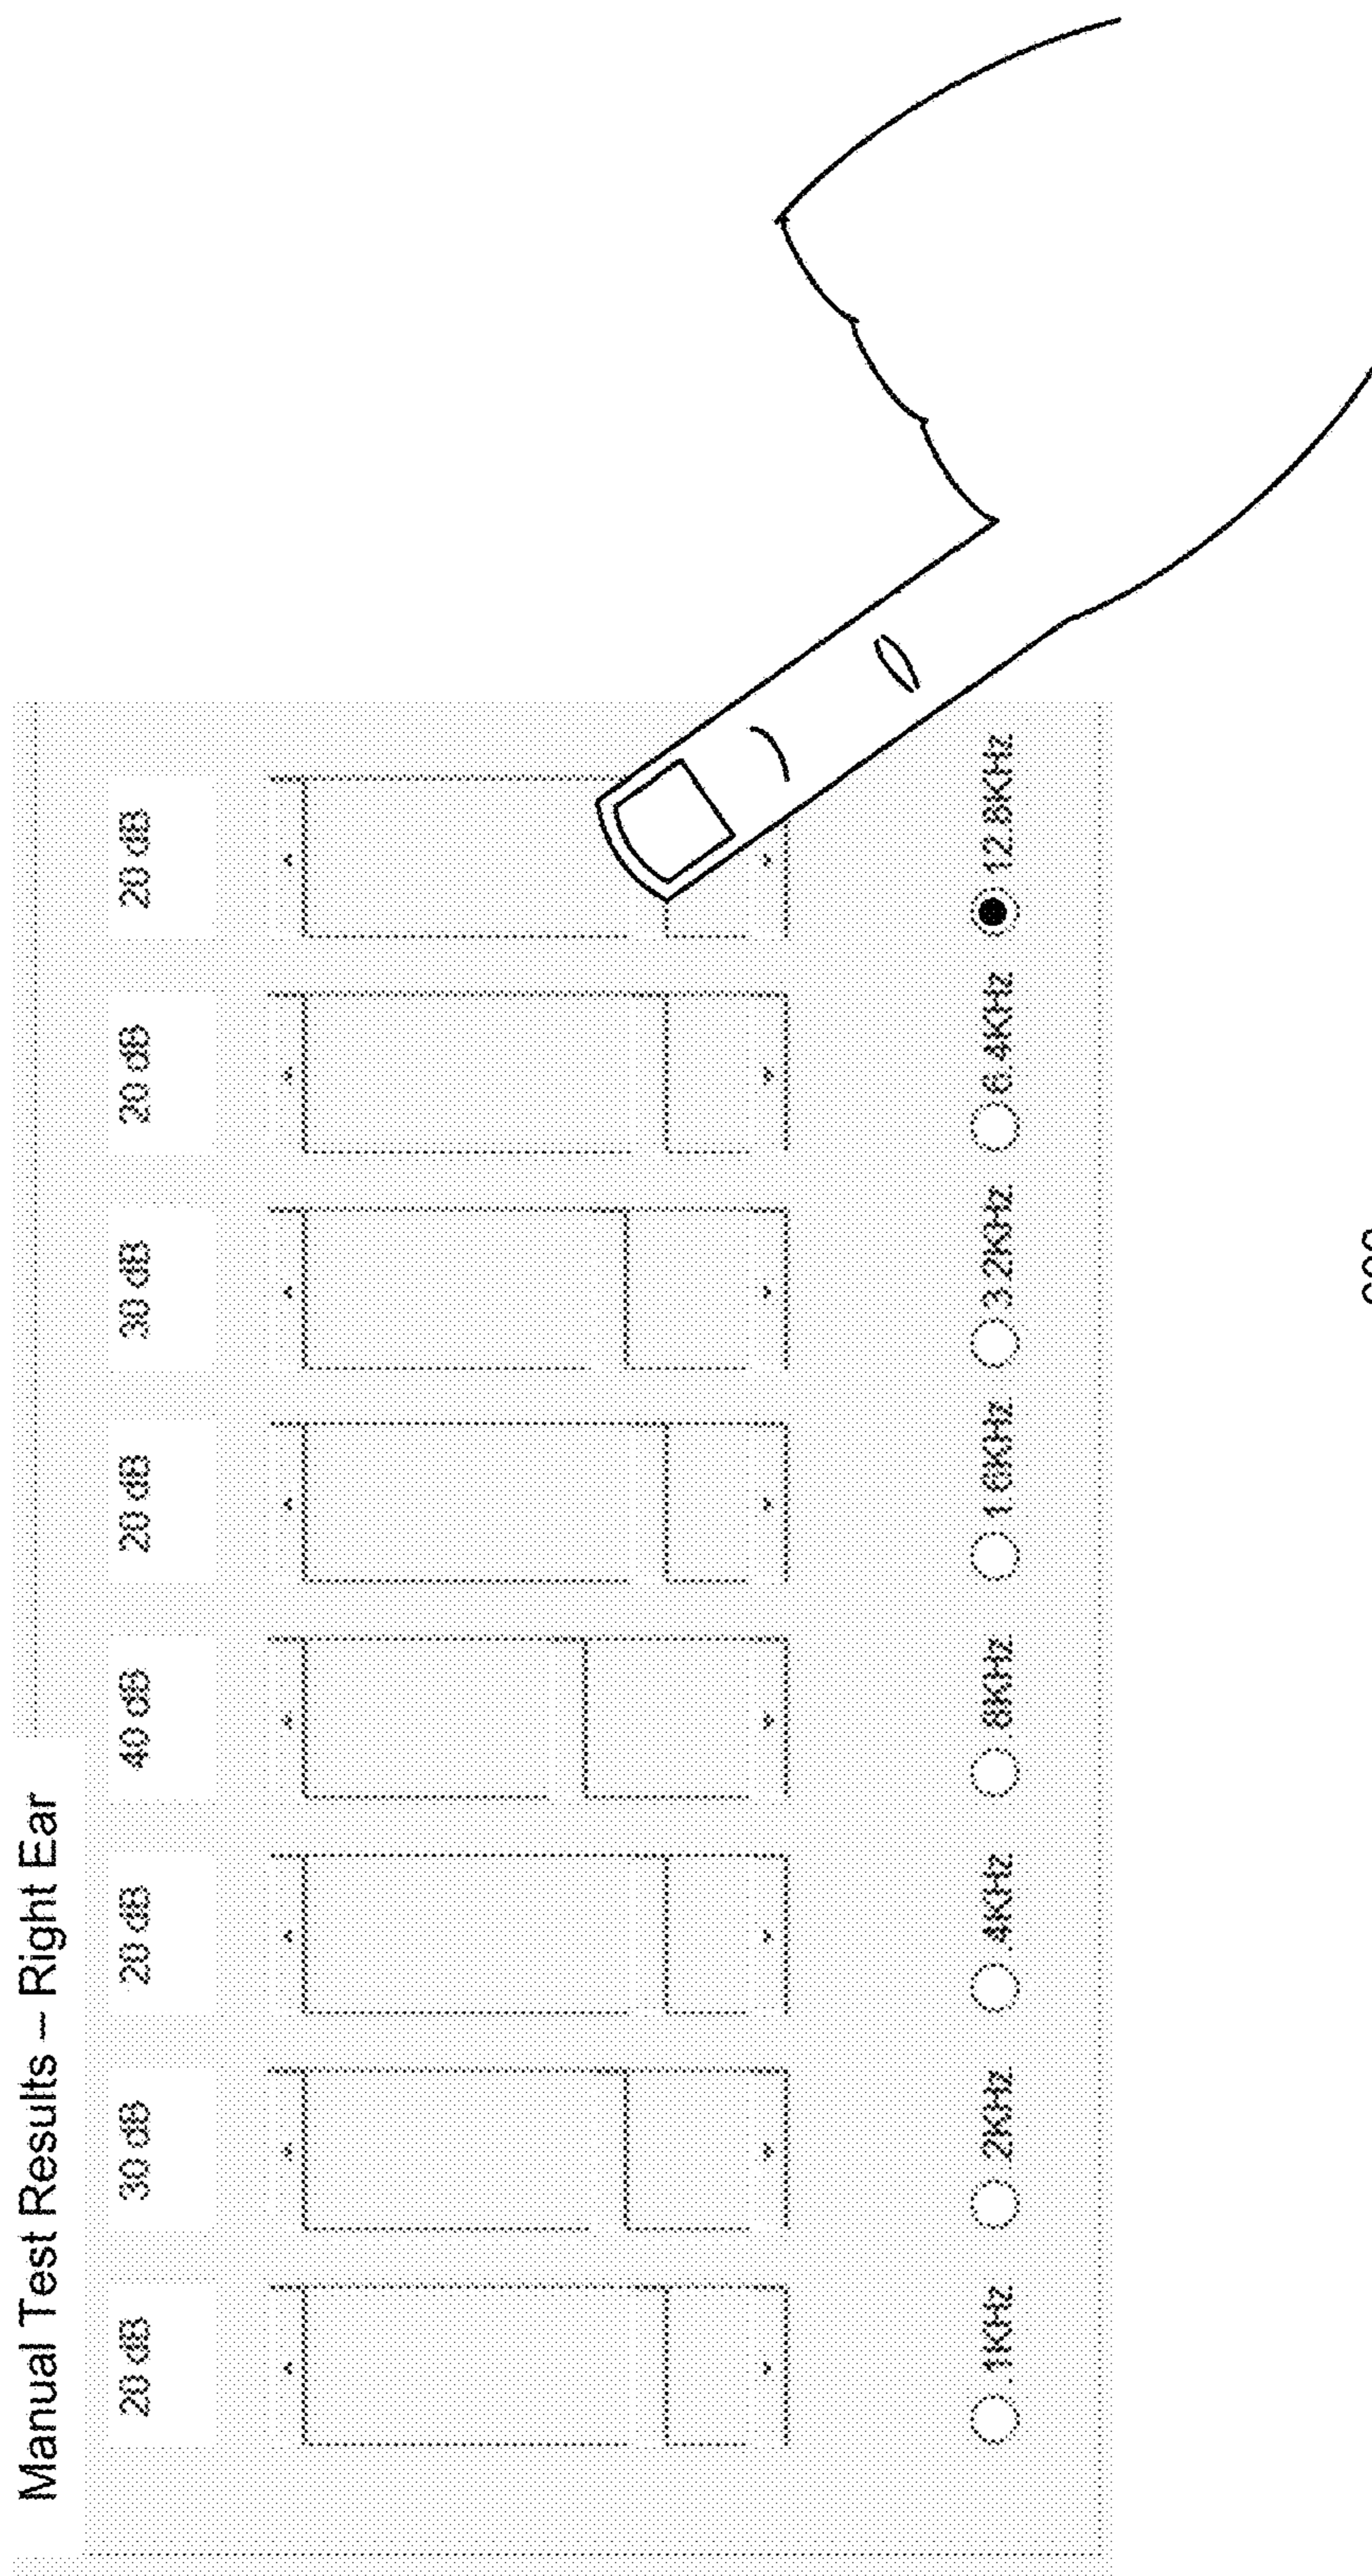 Manual Test Results – Right Ear
20 dB 30 dB 20 dB 40 dB 20 dB 30 dB 20 dB 20 dB
.1KHz .2KHz .4KHz .8KHz 1.6KHz 3.2KHz 6.4KHz 12.8KHz